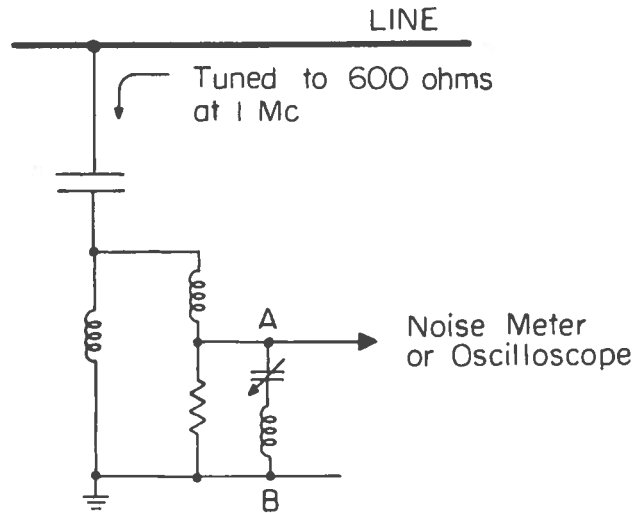 LINE
Tuned to 600 ohms
at 1 Mc
A
Noise Meter
or Oscilloscope
B